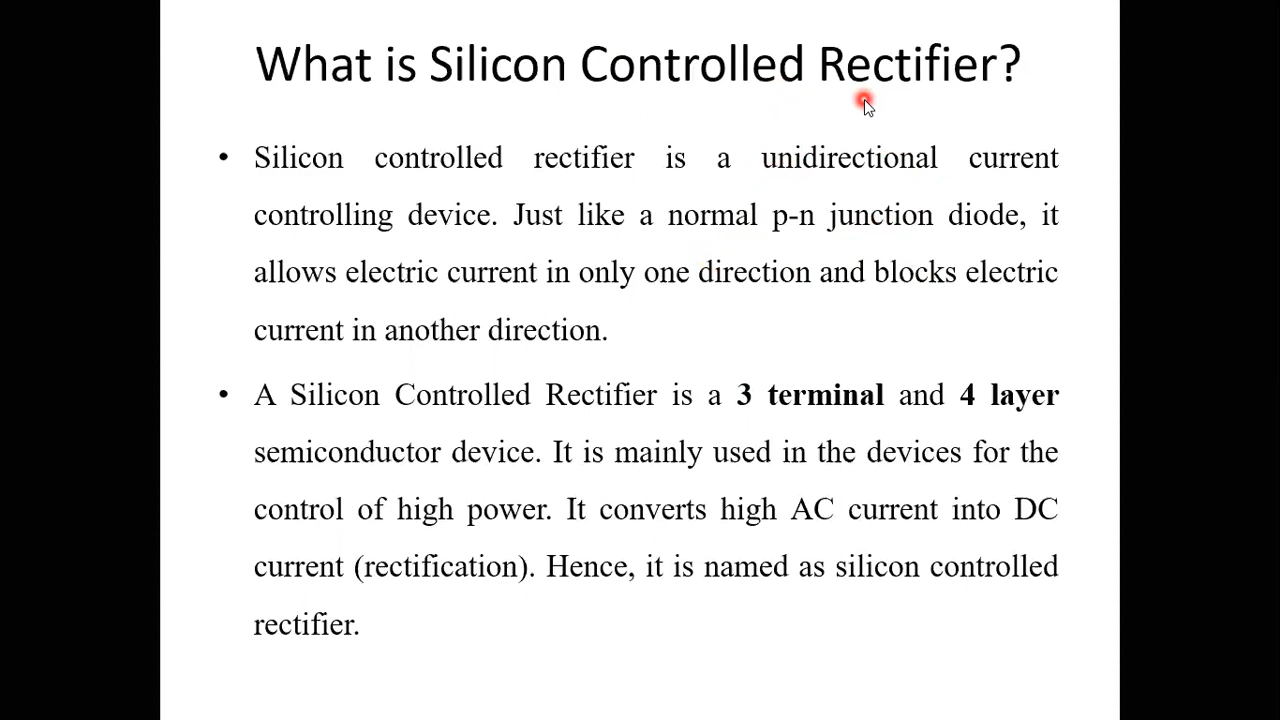 What is Silicon Controlled Rectifier?
• Silicon controlled rectifier is a unidirectional current
controlling device. Just like a normal p-n junction diode, it
allows electric current in only one direction and blocks electric
current in another direction.
• A Silicon Controlled Rectifier is a 3 terminal and 4 layer
semiconductor device. It is mainly used in the devices for the
control of high power. It converts high AC current into DC
current (rectification). Hence, it is named as silicon controlled
rectifier.